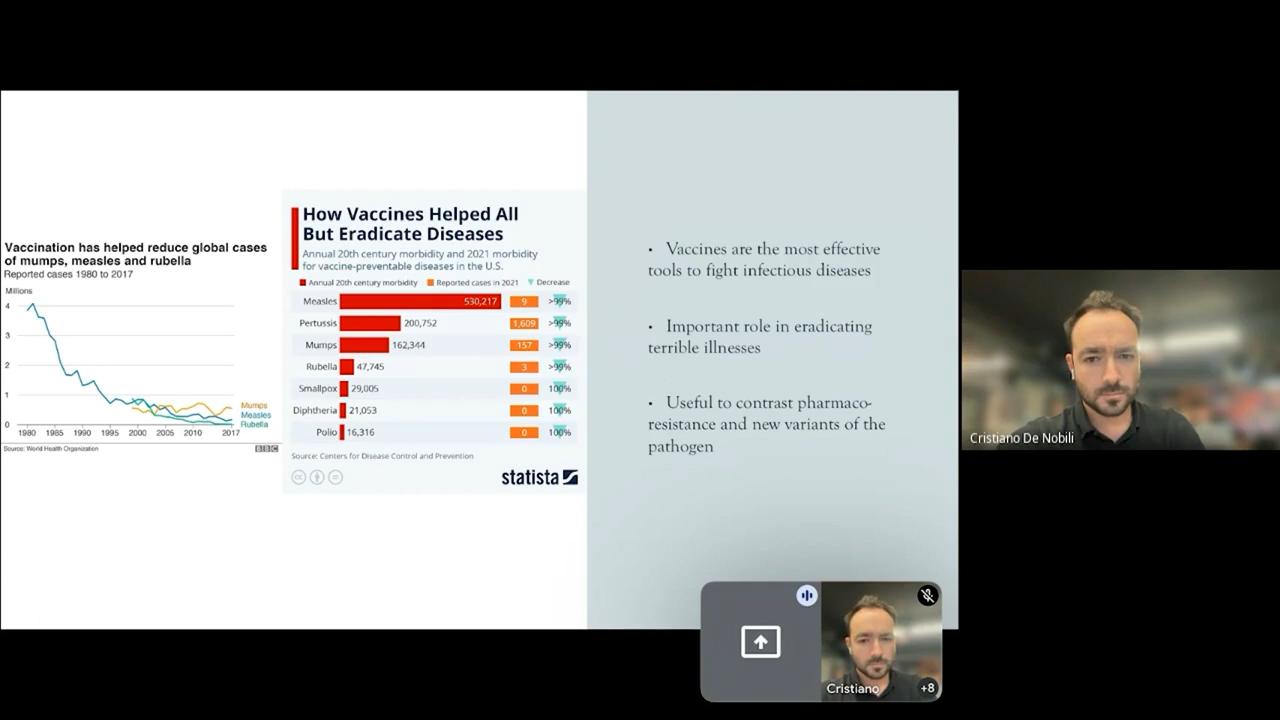 Vaccination has helped reduce global cases
of mumps, measles and rubella
Reported cases 1980 to 2017
Millions
4
3
2
1
0
1980 1985 1990 1995 2000 2005 2010 2017
Mumps
Measles
Rubella
Source: World Health Organization
BBC
How Vaccines Helped All
But Eradicate Diseases
Annual 20th century morbidity and 2021 morbidity
for vaccine-preventable diseases in the U.S.
Annual 20th century morbidity Reported cases in 2021 Decrease
Measles 530,217 9 >99%
Pertussis 200,752 1,609 >99%
Mumps 162,344 157 >99%
Rubella 47,745 3 >99%
Smallpox 29,005 0 100%
Diphtheria 21,053 0 100%
Polio 16,316 0 100%
Source: Centers for Disease Control and Prevention
statista
• Vaccines are the most effective
tools to fight infectious diseases
• Important role in eradicating
terrible illnesses
• Useful to contrast pharmaco-
resistance and new variants of the
pathogen
Cristiano De Nobili
Cristiano
+8